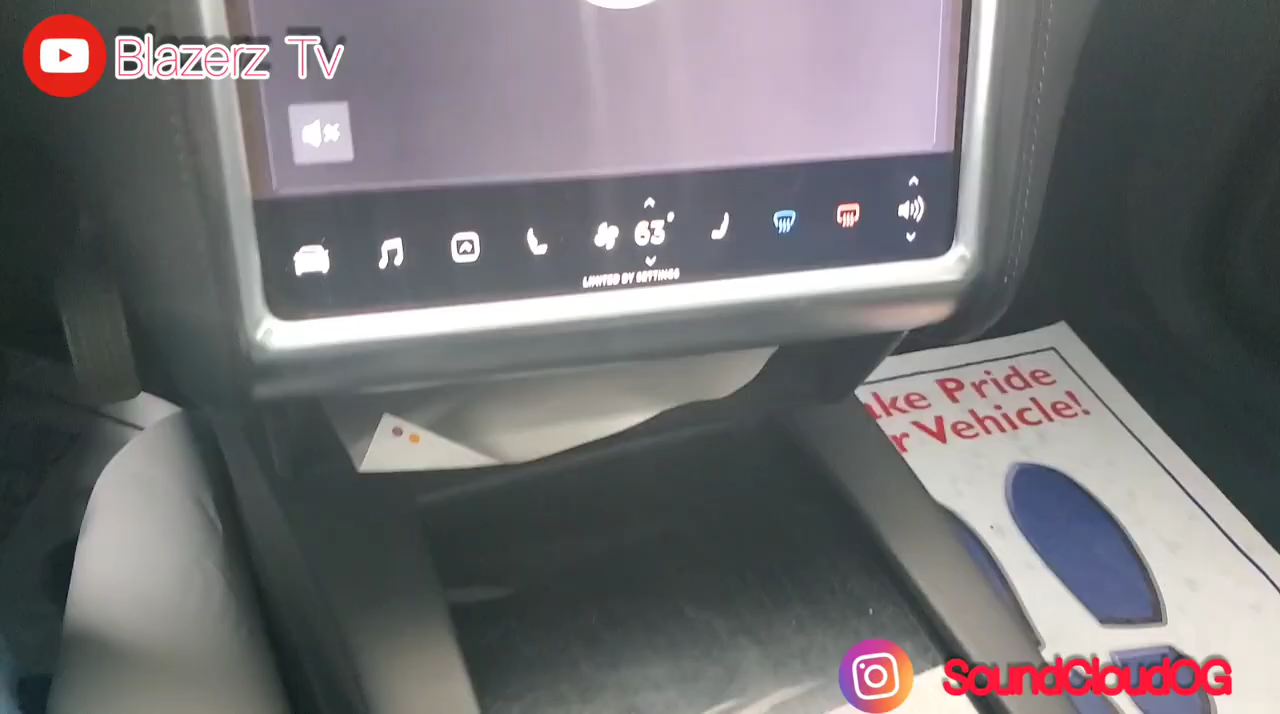 Blazerz Tv
63°
LIMITED BY SETTINGS
ake Pride
r Vehicle!
SoundCloudOG